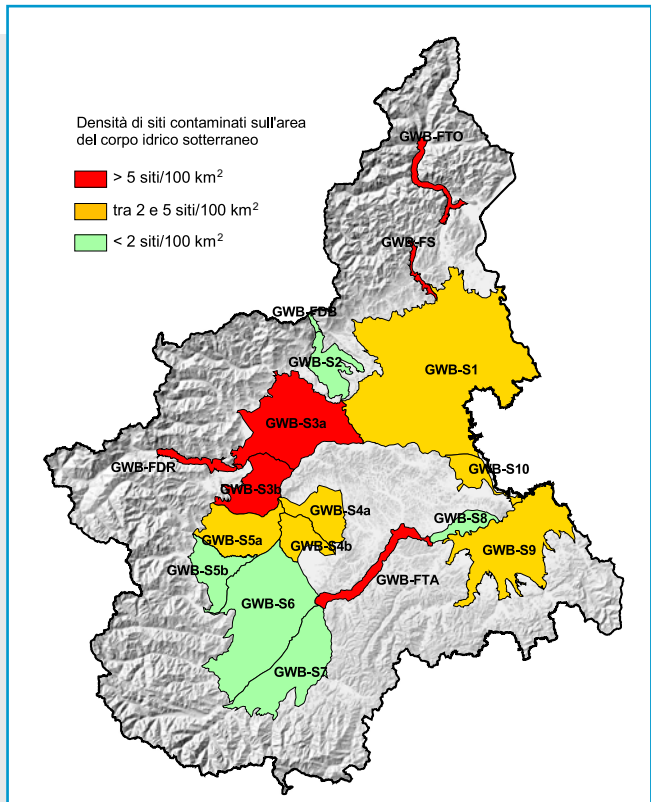 Densità di siti contaminati sull'area
del corpo idrico sotterraneo
> 5 siti/100 km²
tra 2 e 5 siti/100 km²
< 2 siti/100 km²
GWB-FTO
GWB-FS
GWB-FDB
GWB-S2
GWB-S1
GWB-S3a
GWB-FDR
GWB-S3b
GWB-S10
GWB-S4a
GWB-S8
GWB-S5a
GWB-S4b
GWB-S9
GWB-S5b
GWB-FTA
GWB-S6
GWB-S7